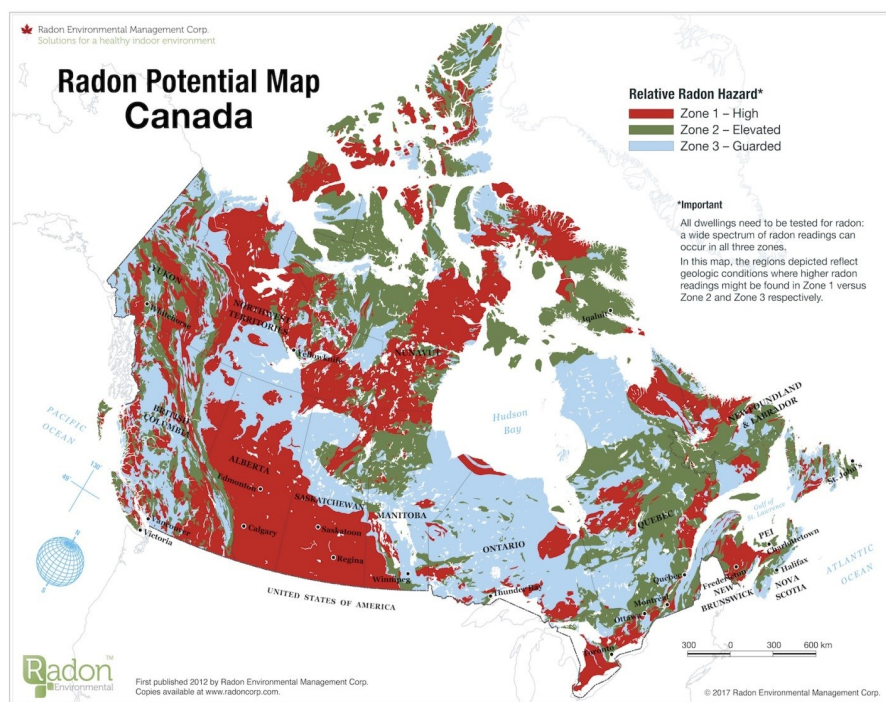 Radon Environmental Management Corp.
Solutions for a healthy indoor environment
Radon Potential Map
Canada
Relative Radon Hazard*
Zone 1 – High
Zone 2 – Elevated
Zone 3 – Guarded
*Important
All dwellings need to be tested for radon:
a wide spectrum of radon readings can
occur in all three zones.
In this map, the regions depicted reflect
geologic conditions where higher radon
readings might be found in Zone 1 versus
Zone 2 and Zone 3 respectively.
YUKON
Whitehorse
NORTHWEST
TERRITORIES
Yellowknife
NUNAVUT
Iqaluit
PACIFIC
OCEAN
BRITISH
COLUMBIA
Hudson
Bay
NEWFOUNDLAND
& LABRADOR
ALBERTA
Edmonton
SASKATCHEWAN
MANITOBA
St. John's
Calgary
Saskatoon
Regina
Winnipeg
ONTARIO
QUEBEC
Gulf of
St. Lawrence
PEI
Charlottetown
Vancouver
Victoria
Thunder Bay
Québec
Fredericton
NEW
BRUNSWICK
Halifax
NOVA
SCOTIA
ATLANTIC
OCEAN
Montréal
Ottawa
Toronto
UNITED STATES OF AMERICA
300 0 300 600 km
Radon™
Environmental
First published 2012 by Radon Environmental Management Corp.
Copies available at www.radoncorp.com.
© 2017 Radon Environmental Management Corp.